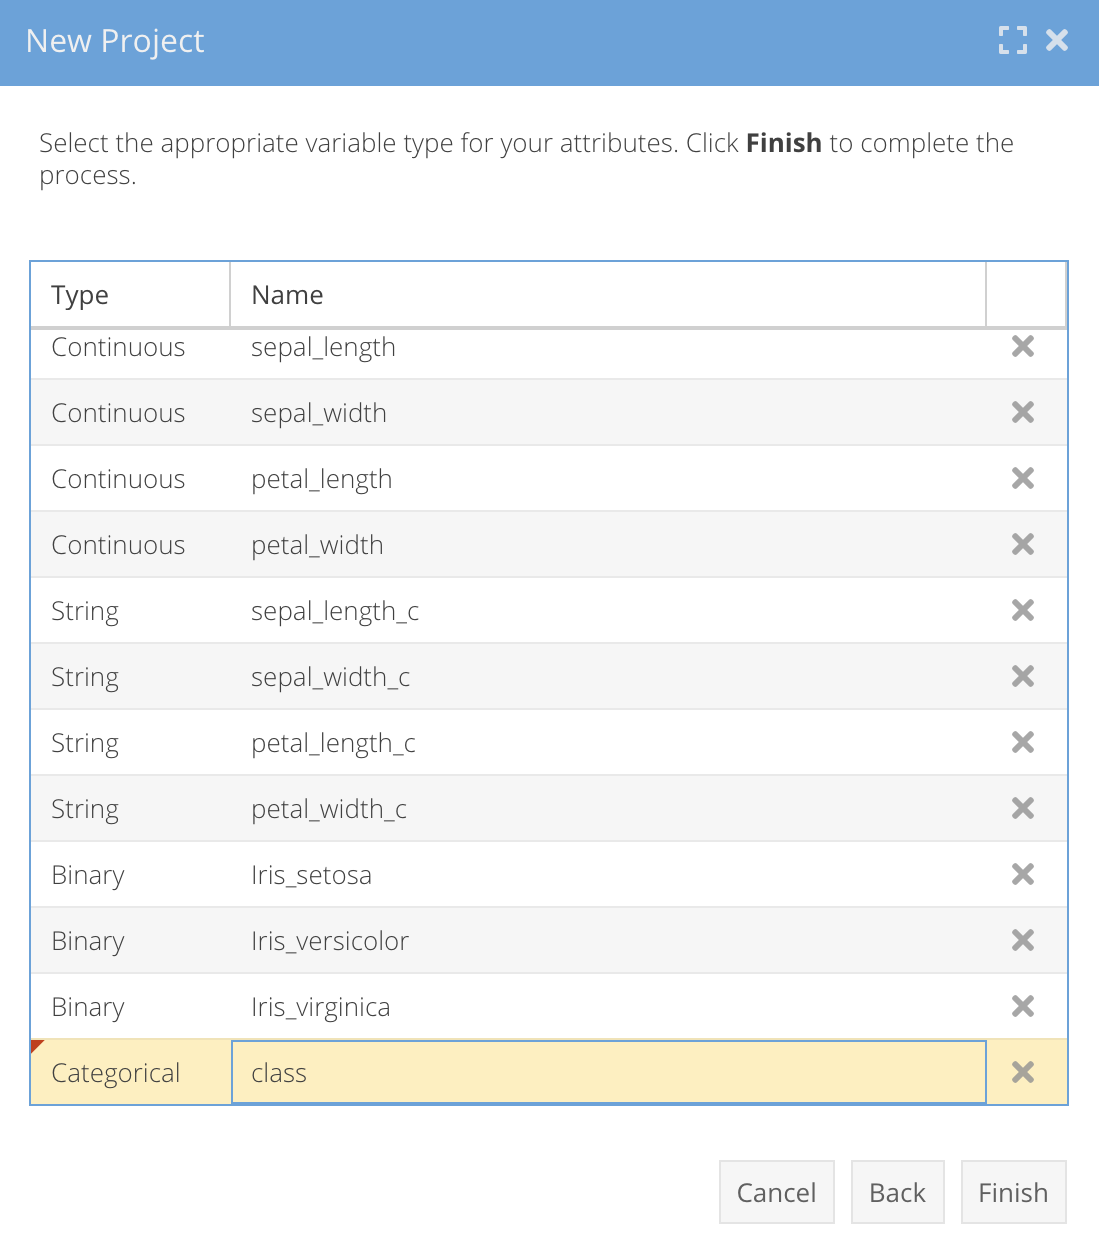 New Project
Select the appropriate variable type for your attributes. Click Finish to complete the
process.
Type Name
Continuous sepal_length
Continuous sepal_width
Continuous petal_length
Continuous petal_width
String sepal_length_c
String sepal_width_c
String petal_length_c
String petal_width_c
Binary Iris_setosa
Binary Iris_versicolor
Binary Iris_virginica
Categorical class
Cancel Back Finish